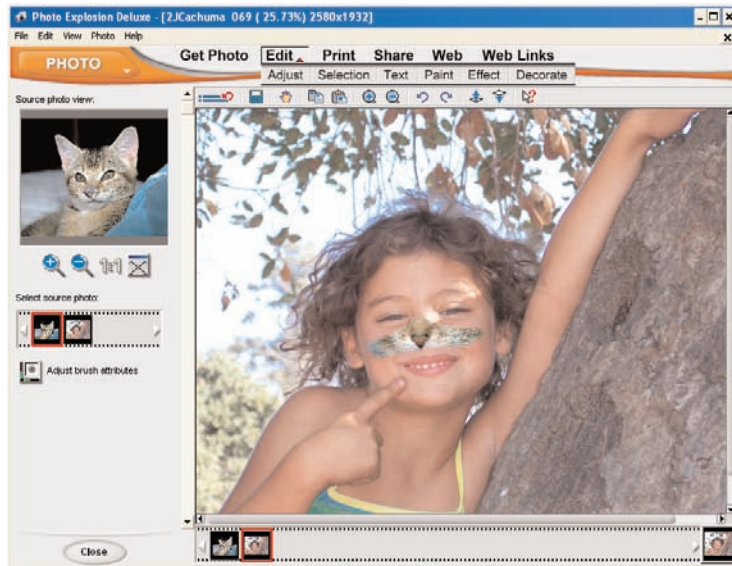 Photo Explosion Deluxe - [2JCachuma 069 ( 25.73%) 2580x1932]
File Edit View Photo Help
PHOTO
Get Photo Edit Print Share Web Web Links
Adjust Selection Text Paint Effect Decorate
Source photo view:
1:1
Select source photo:
Adjust brush attributes
Close